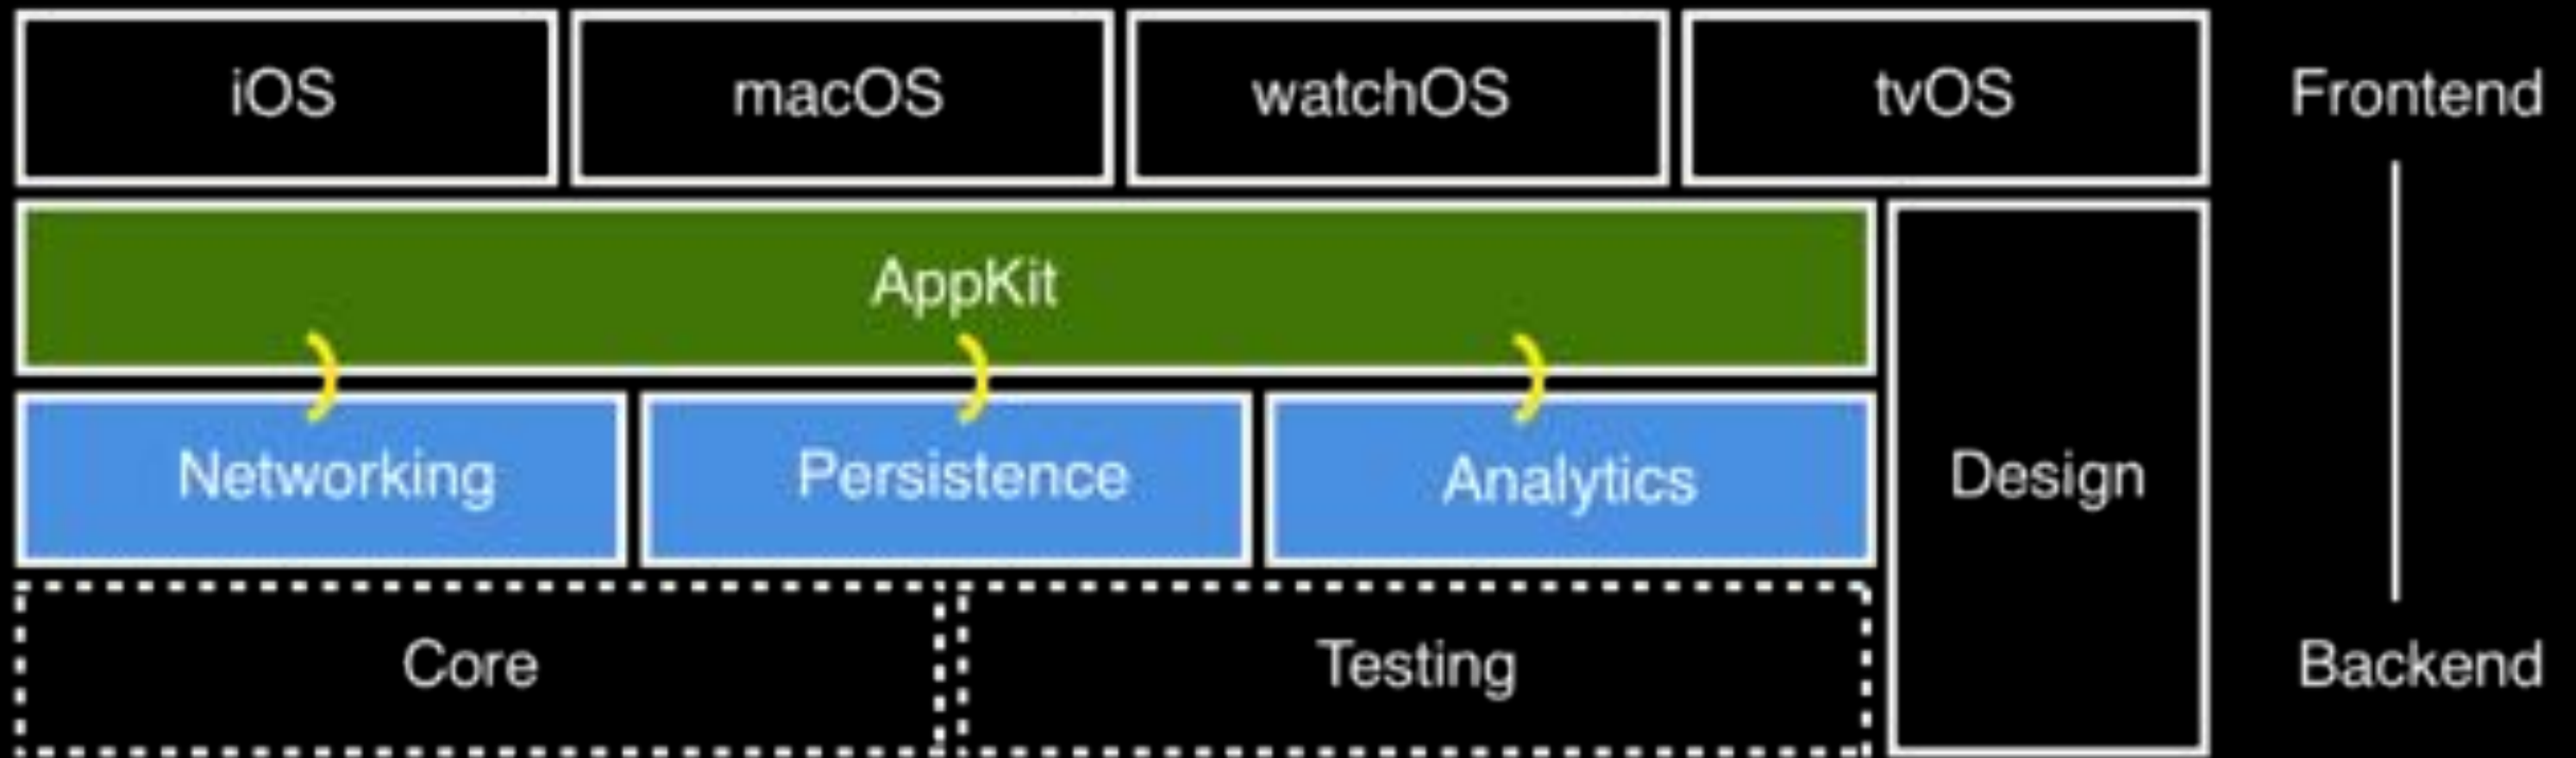 iOS
macOS
watchOS
tvOS
Frontend
AppKit
Networking
Persistence
Analytics
Design
Core
Testing
Backend